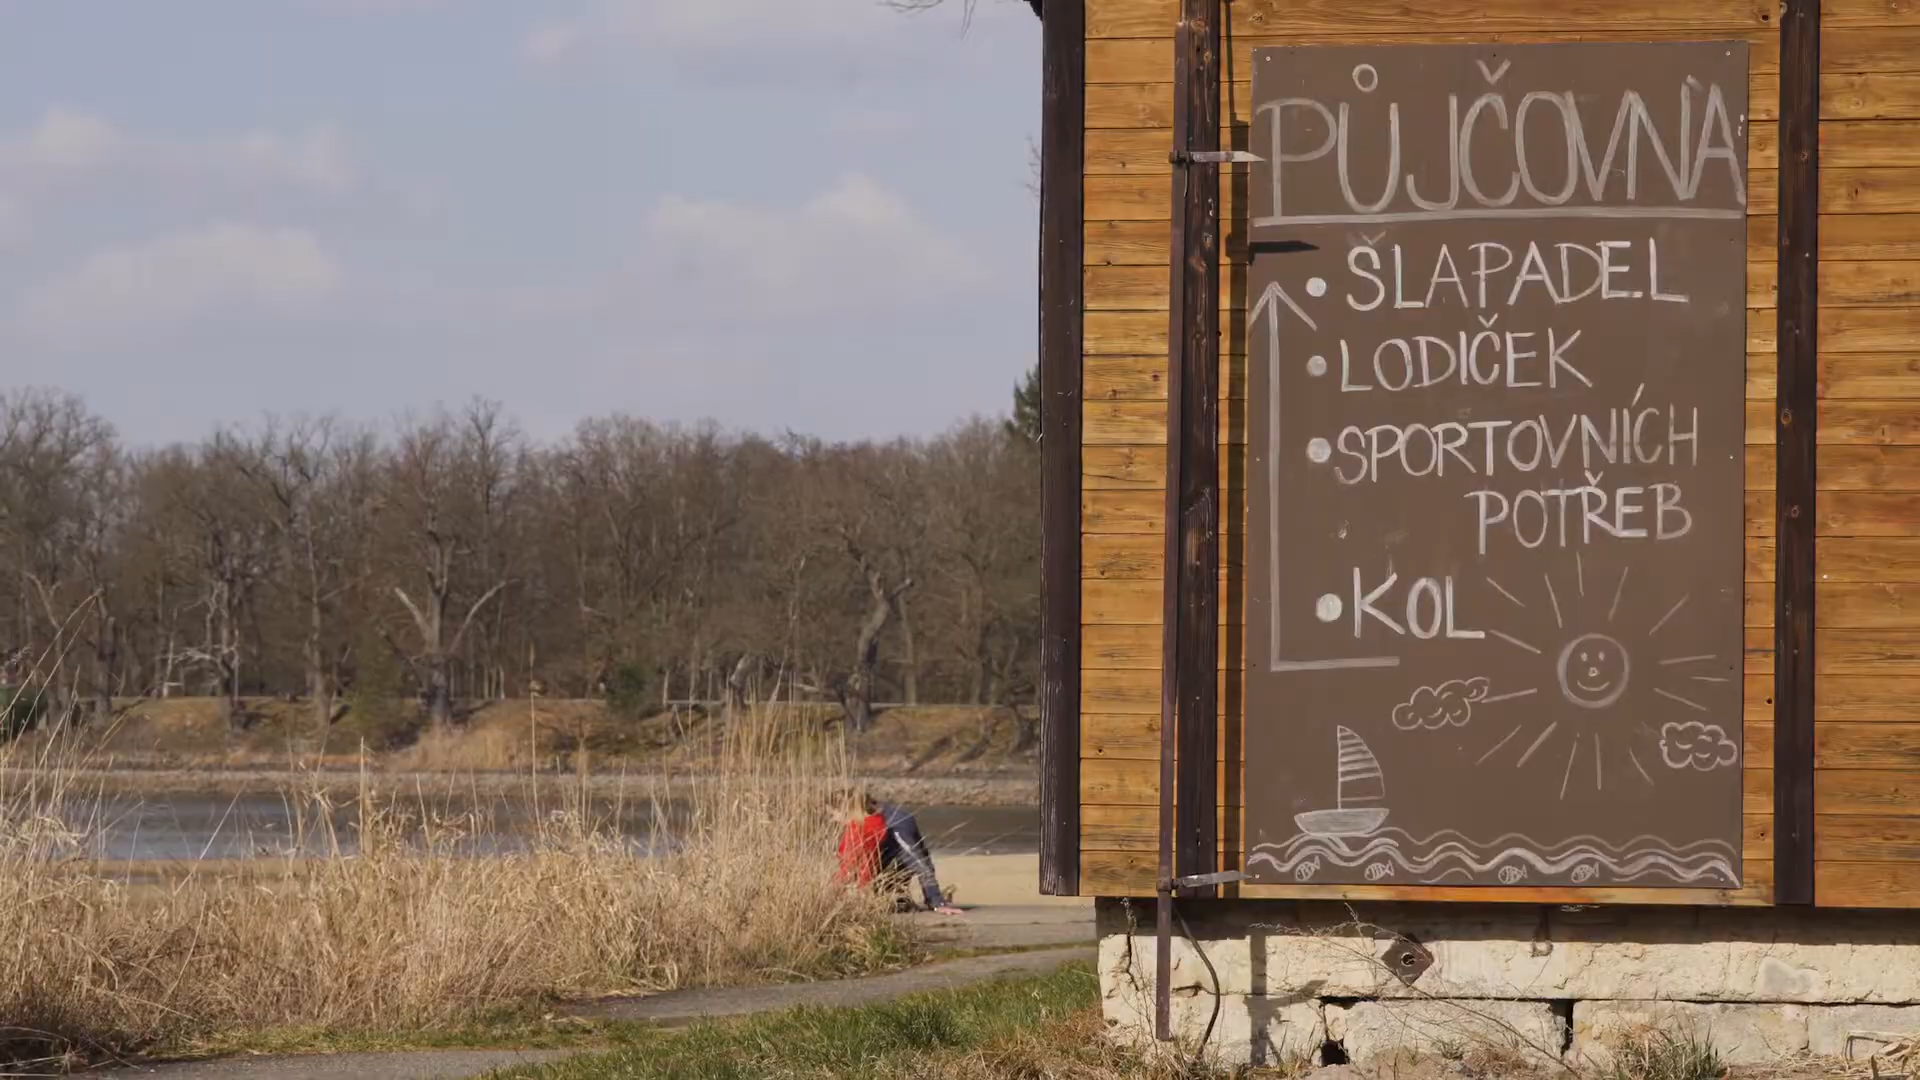 PŮJČOVNA
• ŠLAPADEL
• LODIČEK
• SPORTOVNÍCH
POTŘEB
• KOL